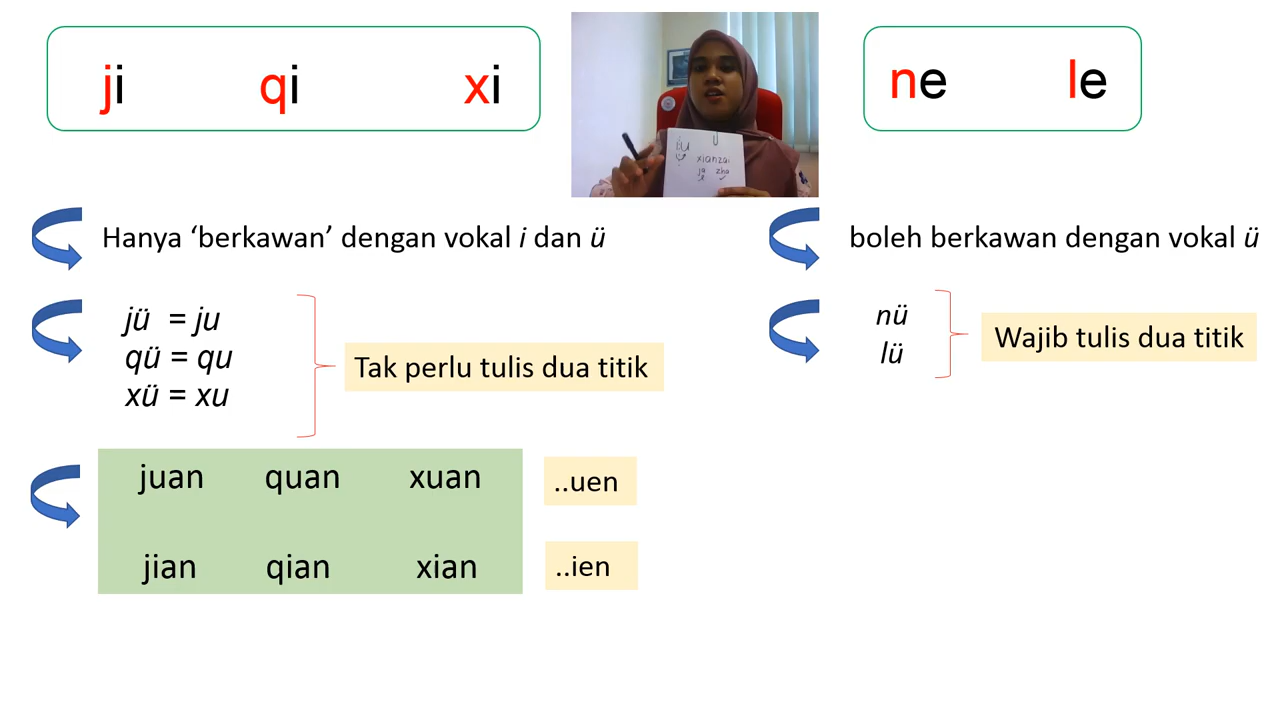 ji qi xi
ne le
xianzai
zha
Hanya ‘berkawan’ dengan vokal i dan ü
jü = ju
qü = qu
xü = xu
Tak perlu tulis dua titik
juan quan xuan
..uen
jian qian xian
..ien
boleh berkawan dengan vokal ü
nü
lü
Wajib tulis dua titik